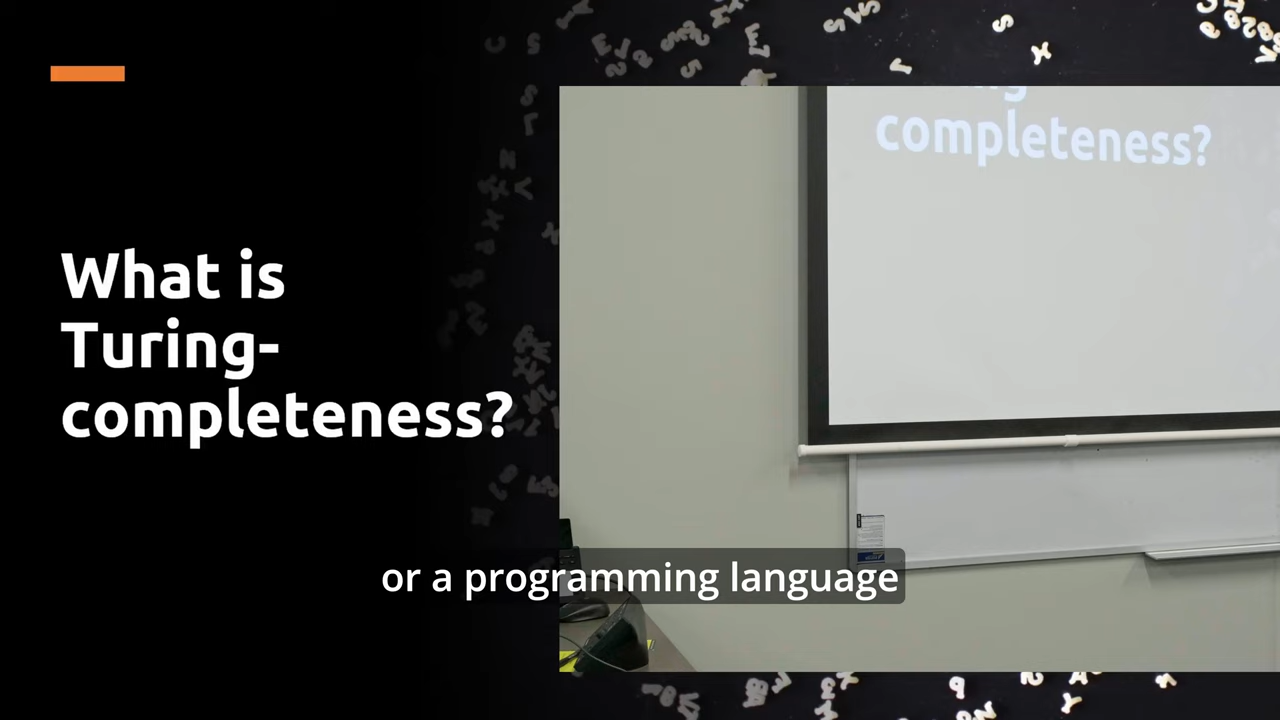 What is
Turing-
completeness?
completeness?
or a programming language